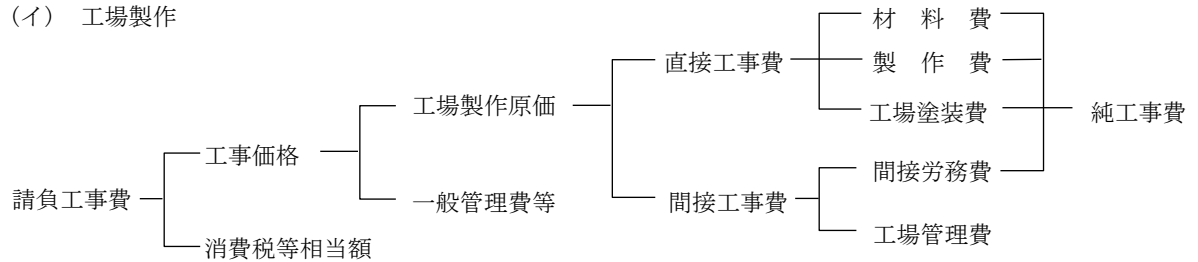 （イ） 工場製作
材 料 費
直接工事費
製 作 費
工場製作原価
工場塗装費
純工事費
工事価格
間接労務費
請負工事費
一般管理費等
間接工事費
工場管理費
消費税等相当額